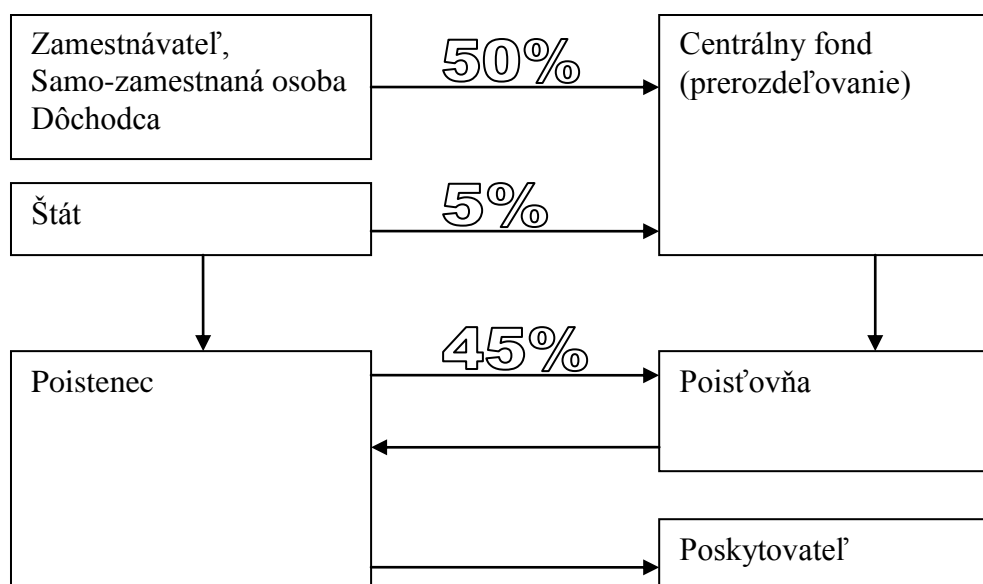 Zamestnávateľ,
Samo-zamestnaná osoba
Dôchodca
50%
Centrálny fond
(prerozdeľovanie)
Štát
5%
Poistenec
45%
Poisťovňa
Poskytovateľ